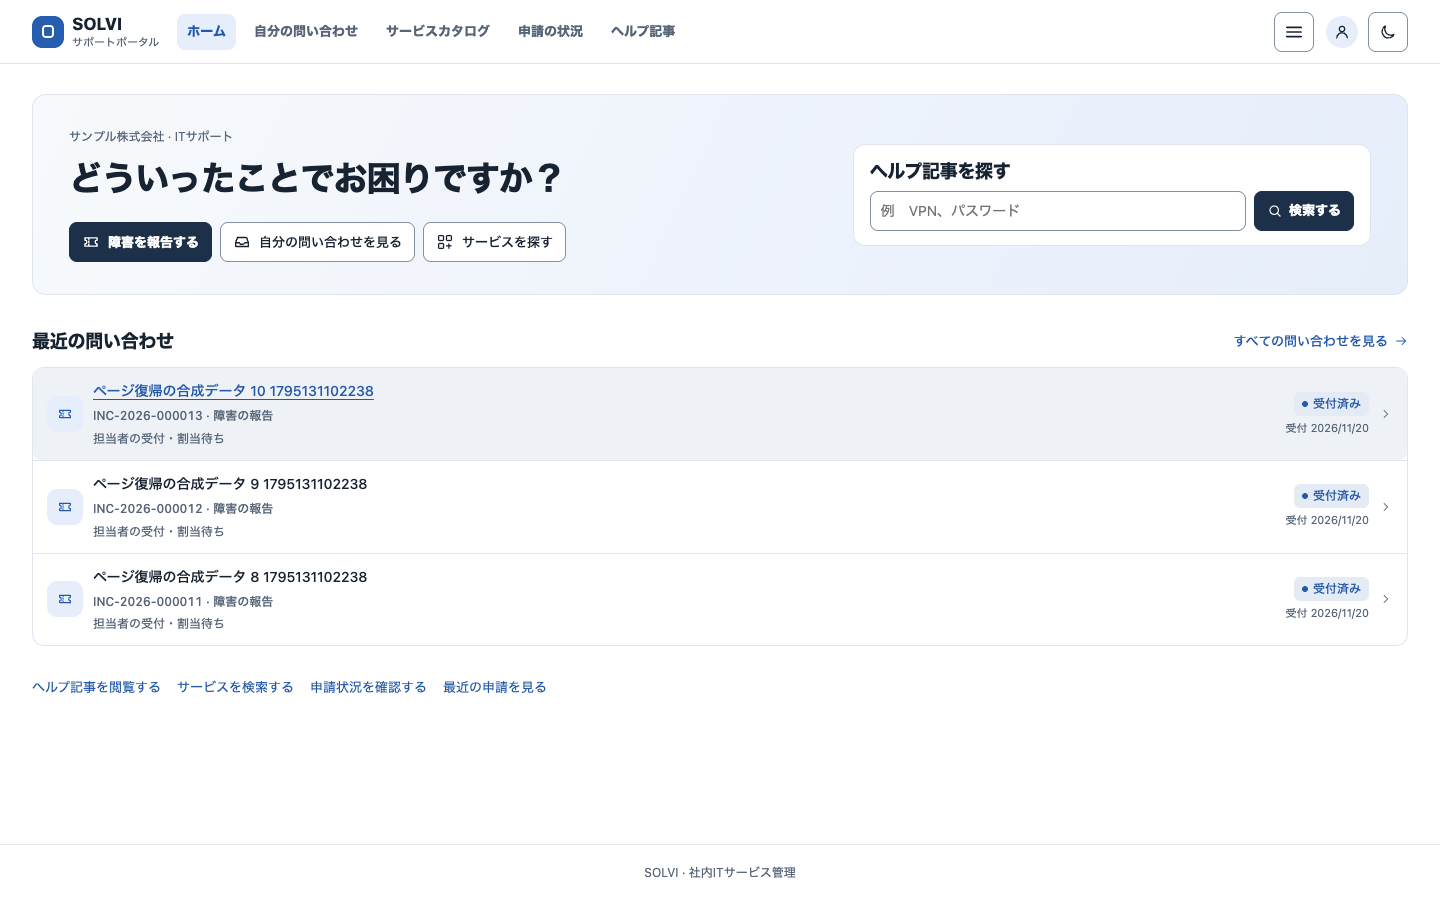 SOLVI
サポートポータル
ホーム
自分の問い合わせ
サービスカタログ
申請の状況
ヘルプ記事
サンプル株式会社 · ITサポート
どういったことでお困りですか？
障害を報告する
自分の問い合わせを見る
サービスを探す
ヘルプ記事を探す
例　VPN、パスワード
検索する
最近の問い合わせ
すべての問い合わせを見る →
ページ復帰の合成データ 10 1795131102238
INC-2026-000013 · 障害の報告
担当者の受付・割当待ち
受付済み
受付 2026/11/20
ページ復帰の合成データ 9 1795131102238
INC-2026-000012 · 障害の報告
担当者の受付・割当待ち
受付済み
受付 2026/11/20
ページ復帰の合成データ 8 1795131102238
INC-2026-000011 · 障害の報告
担当者の受付・割当待ち
受付済み
受付 2026/11/20
ヘルプ記事を閲覧する
サービスを検索する
申請状況を確認する
最近の申請を見る
SOLVI · 社内ITサービス管理